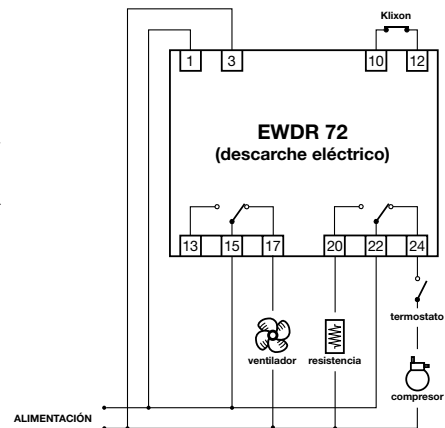 Klixon
1 3 10 12
EWDR 72
(descarche eléctrico)
13 15 17 20 22 24
termostato
ventilador resistencia
compresor
ALIMENTACIÓN